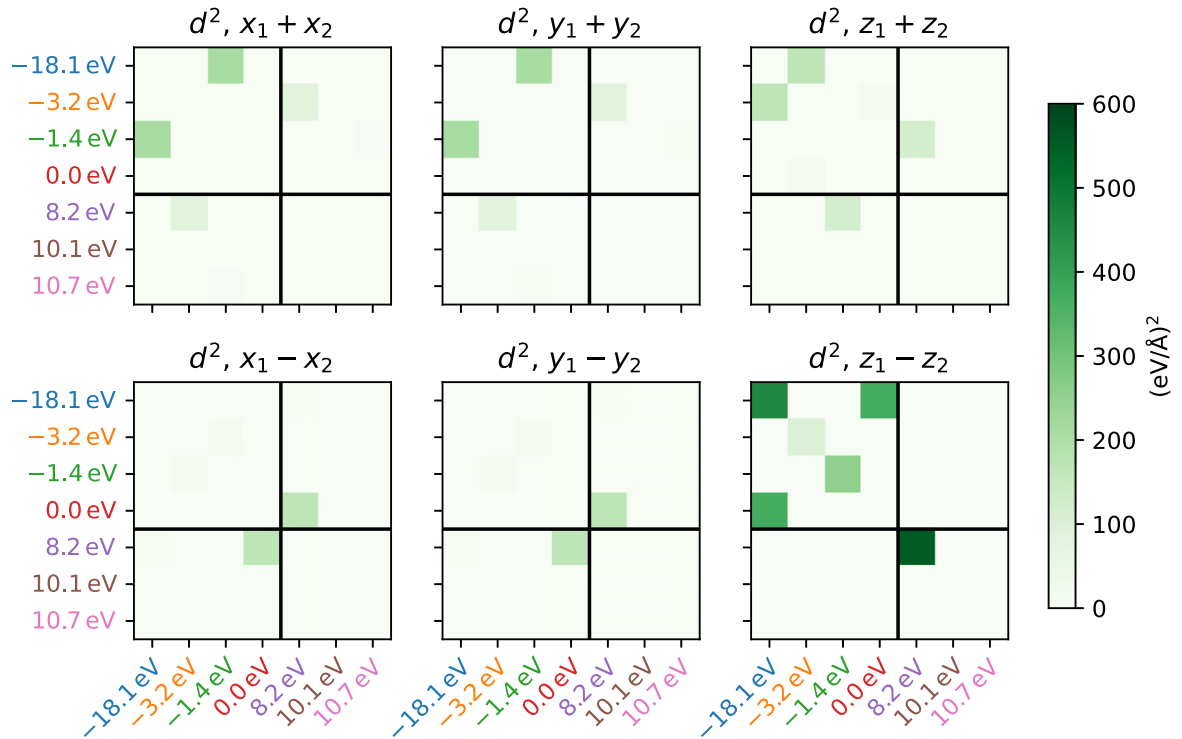 d², x₁ + x₂
d², y₁ + y₂
d², z₁ + z₂
−18.1 eV
−3.2 eV
−1.4 eV
0.0 eV
8.2 eV
10.1 eV
10.7 eV
d², x₁ − x₂
d², y₁ − y₂
d², z₁ − z₂
−18.1 eV
−3.2 eV
−1.4 eV
0.0 eV
8.2 eV
10.1 eV
10.7 eV
−18.1 eV
−3.2 eV
−1.4 eV
0.0 eV
8.2 eV
10.1 eV
10.7 eV
−18.1 eV
−3.2 eV
−1.4 eV
0.0 eV
8.2 eV
10.1 eV
10.7 eV
−18.1 eV
−3.2 eV
−1.4 eV
0.0 eV
8.2 eV
10.1 eV
10.7 eV
600
500
400
300
200
100
0
(eV/Å)²